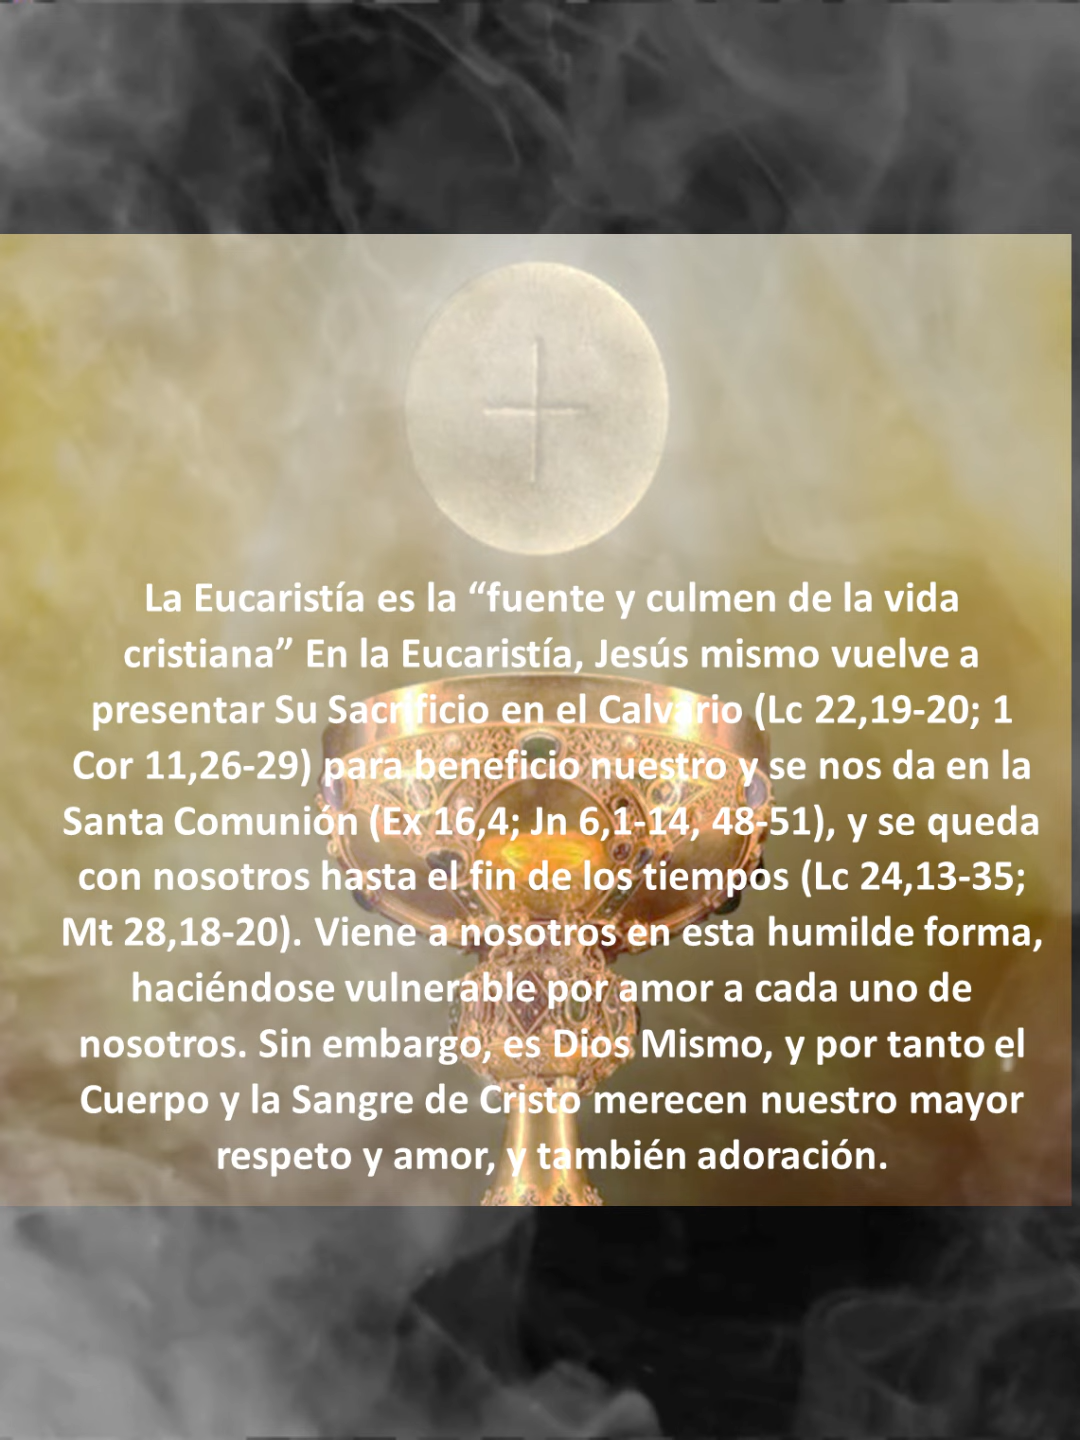 La Eucaristía es la “fuente y culmen de la vida
cristiana” En la Eucaristía, Jesús mismo vuelve a
presentar Su Sacrificio en el Calvario (Lc 22,19-20; 1
Cor 11,26-29) para beneficio nuestro y se nos da en la
Santa Comunión (Ex 16,4; Jn 6,1-14, 48-51), y se queda
con nosotros hasta el fin de los tiempos (Lc 24,13-35;
Mt 28,18-20). Viene a nosotros en esta humilde forma,
haciéndose vulnerable por amor a cada uno de
nosotros. Sin embargo, es Dios Mismo, y por tanto el
Cuerpo y la Sangre de Cristo merecen nuestro mayor
respeto y amor, y también adoración.